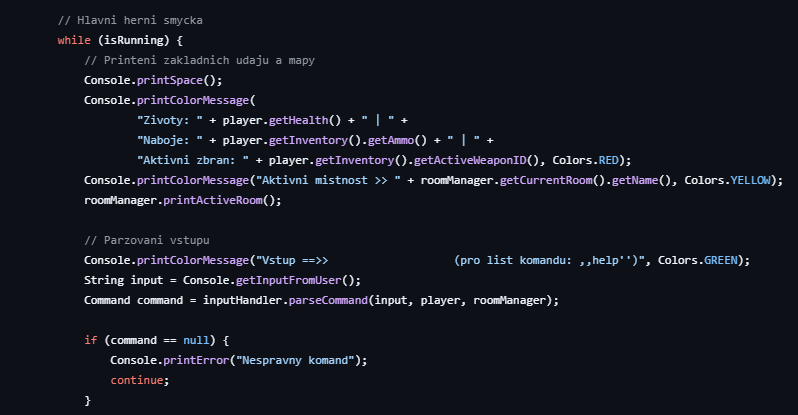 // Hlavni herni smycka
while (isRunning) {
// Printeni zakladnich udaju a mapy
Console.printSpace();
Console.printColorMessage(
"Zivoty: " + player.getHealth() + " | " +
"Naboje: " + player.getInventory().getAmmo() + " | " +
"Aktivni zbran: " + player.getInventory().getActiveWeaponID(), Colors.RED);
Console.printColorMessage("Aktivni mistnost >> " + roomManager.getCurrentRoom().getName(), Colors.YELLOW);
roomManager.printActiveRoom();
// Parzovani vstupu
Console.printColorMessage("Vstup ==>>                   (pro list komandu: ,,help'')", Colors.GREEN);
String input = Console.getInputFromUser();
Command command = inputHandler.parseCommand(input, player, roomManager);
if (command == null) {
Console.printError("Nespravny komand");
continue;
}